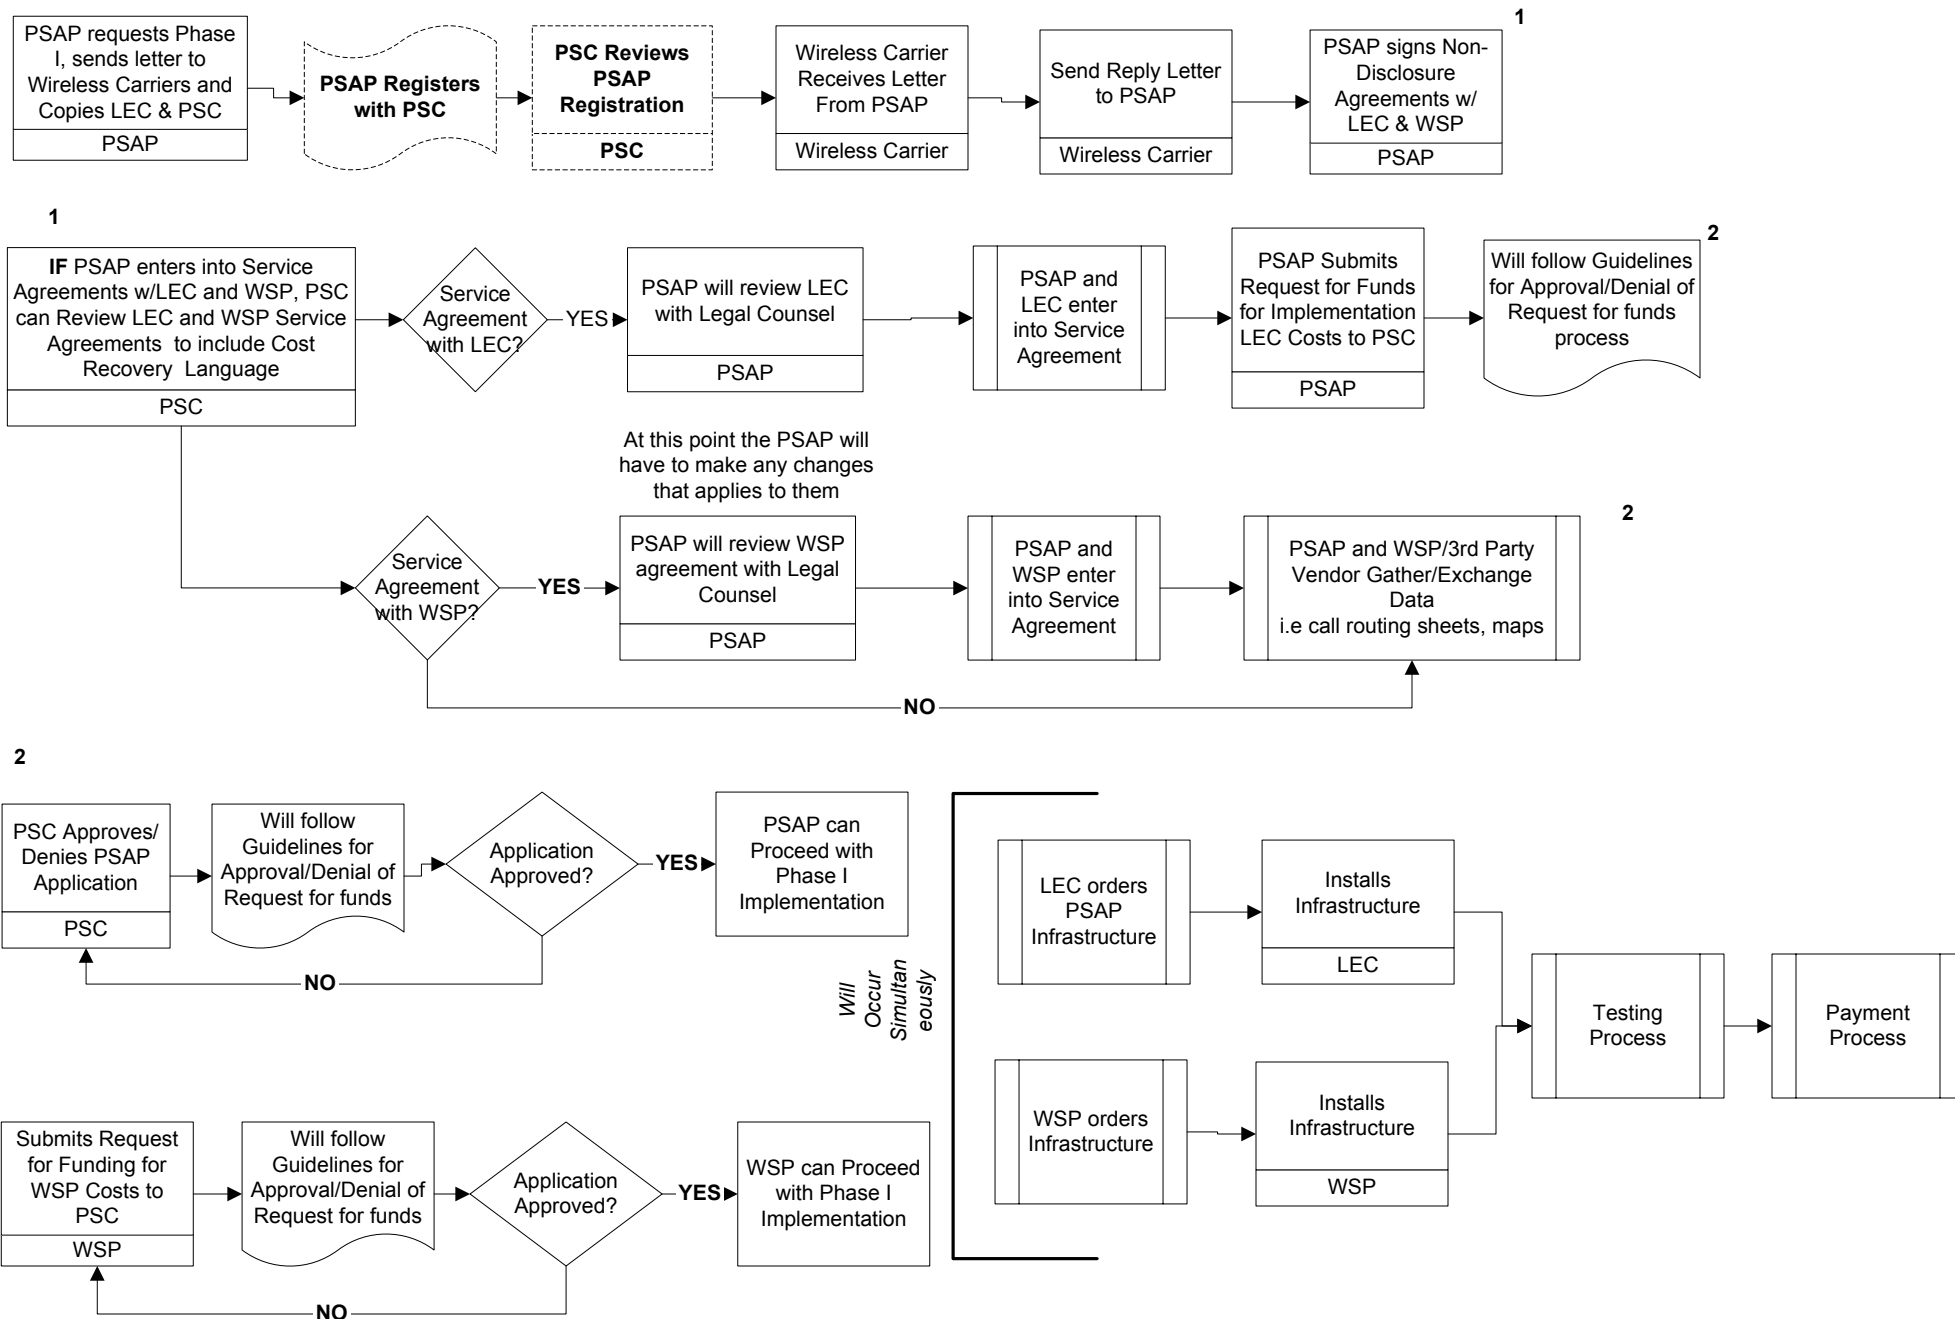 1
PSAP requests Phase
I, sends letter to
Wireless Carriers and
Copies LEC & PSC
PSAP
PSAP Registers
with PSC
PSC Reviews
PSAP
Registration
PSC
Wireless Carrier
Receives Letter
From PSAP
Wireless Carrier
Send Reply Letter
to PSAP
Wireless Carrier
PSAP signs Non-
Disclosure
Agreements w/
LEC & WSP
PSAP
1
IF PSAP enters into Service
Agreements w/LEC and WSP, PSC
can Review LEC and WSP Service
Agreements to include Cost
Recovery Language
PSC
Service
Agreement
with LEC?
YES
PSAP will review LEC
with Legal Counsel
PSAP
PSAP and
LEC enter
into Service
Agreement
PSAP Submits
Request for Funds
for Implementation
LEC Costs to PSC
PSAP
2
Will follow Guidelines
for Approval/Denial of
Request for funds
process
At this point the PSAP will
have to make any changes
that applies to them
Service
Agreement
with WSP?
YES
PSAP will review WSP
agreement with Legal
Counsel
PSAP
PSAP and
WSP enter
into Service
Agreement
PSAP and WSP/3rd Party
Vendor Gather/Exchange
Data
i.e call routing sheets, maps
2
NO
2
PSC Approves/
Denies PSAP
Application
PSC
Will follow
Guidelines for
Approval/Denial of
Request for funds
Application
Approved?
YES
PSAP can
Proceed with
Phase I
Implementation
NO
Will
Occur
Simultan
eously
LEC orders
PSAP
Infrastructure
Installs
Infrastructure
LEC
Testing
Process
Payment
Process
WSP orders
Infrastructure
Installs
Infrastructure
WSP
Submits Request
for Funding for
WSP Costs to
PSC
WSP
Will follow
Guidelines for
Approval/Denial of
Request for funds
Application
Approved?
YES
WSP can Proceed
with Phase I
Implementation
NO